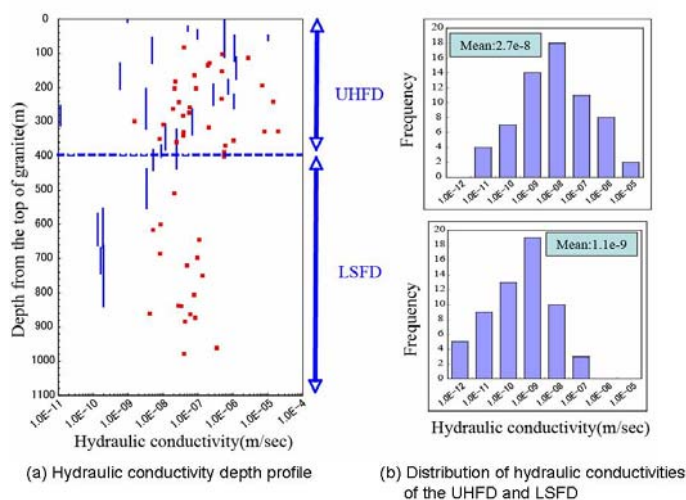 0
100
200
300
400
500
600
700
800
900
1000
1100
Depth from the top of granite(m)
1.0E-11
1.0E-10
1.0E-09
1.0E-08
1.0E-07
1.0E-06
1.0E-05
1.0E-4
Hydraulic conductivity(m/sec)
UHFD
LSFD
(a) Hydraulic conductivity depth profile
Mean:2.7e-8
Frequency
20
18
16
14
12
10
8
6
4
2
0
1.0E-12
1.0E-11
1.0E-10
1.0E-09
1.0E-08
1.0E-07
1.0E-06
1.0E-05
Mean:1.1e-9
Frequency
20
18
16
14
12
10
8
6
4
2
0
1.0E-12
1.0E-11
1.0E-10
1.0E-09
1.0E-08
1.0E-07
1.0E-06
1.0E-05
Hydraulic conductivity(m/sec)
(b) Distribution of hydraulic conductivities
of the UHFD and LSFD